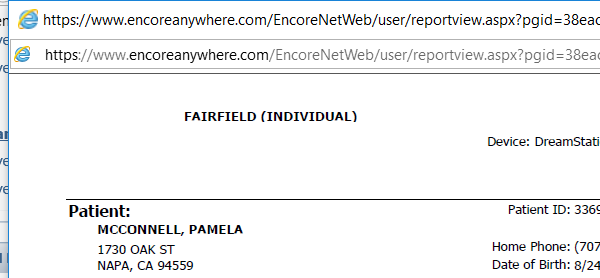 https://www.encoreanywhere.com/EncoreNetWeb/user/reportview.aspx?pgid=38eac
https://www.encoreanywhere.com/EncoreNetWeb/user/reportview.aspx?pgid=38eac
FAIRFIELD (INDIVIDUAL)
Device: DreamStati
Patient: Patient ID: 3369
MCCONNELL, PAMELA
1730 OAK ST Home Phone: (707
NAPA, CA 94559 Date of Birth: 8/24